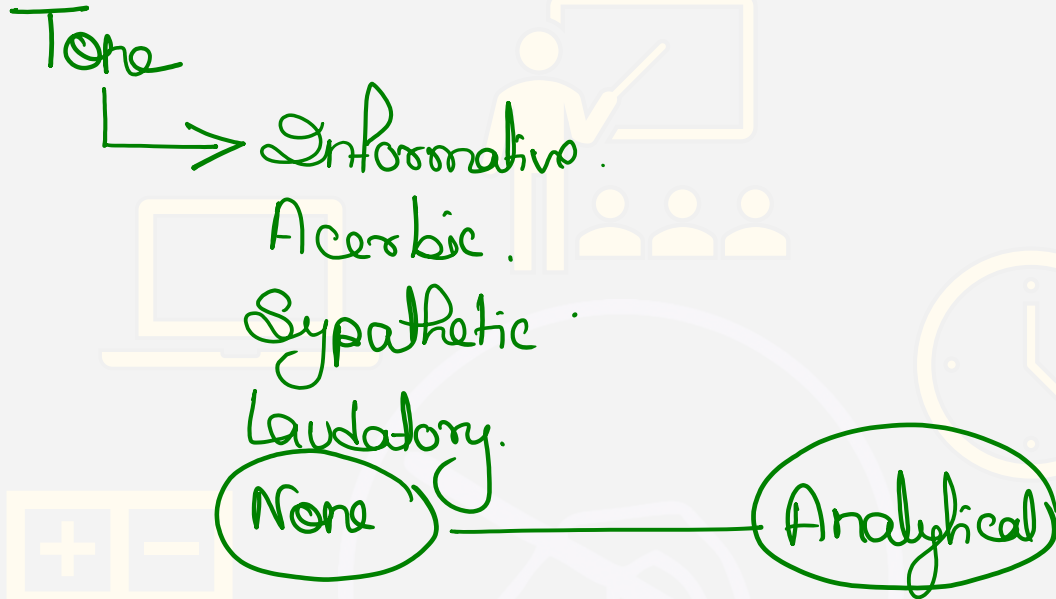 Tone
Informative.
Acerbic.
Sypathetic.
Laudatory.
None Analytical